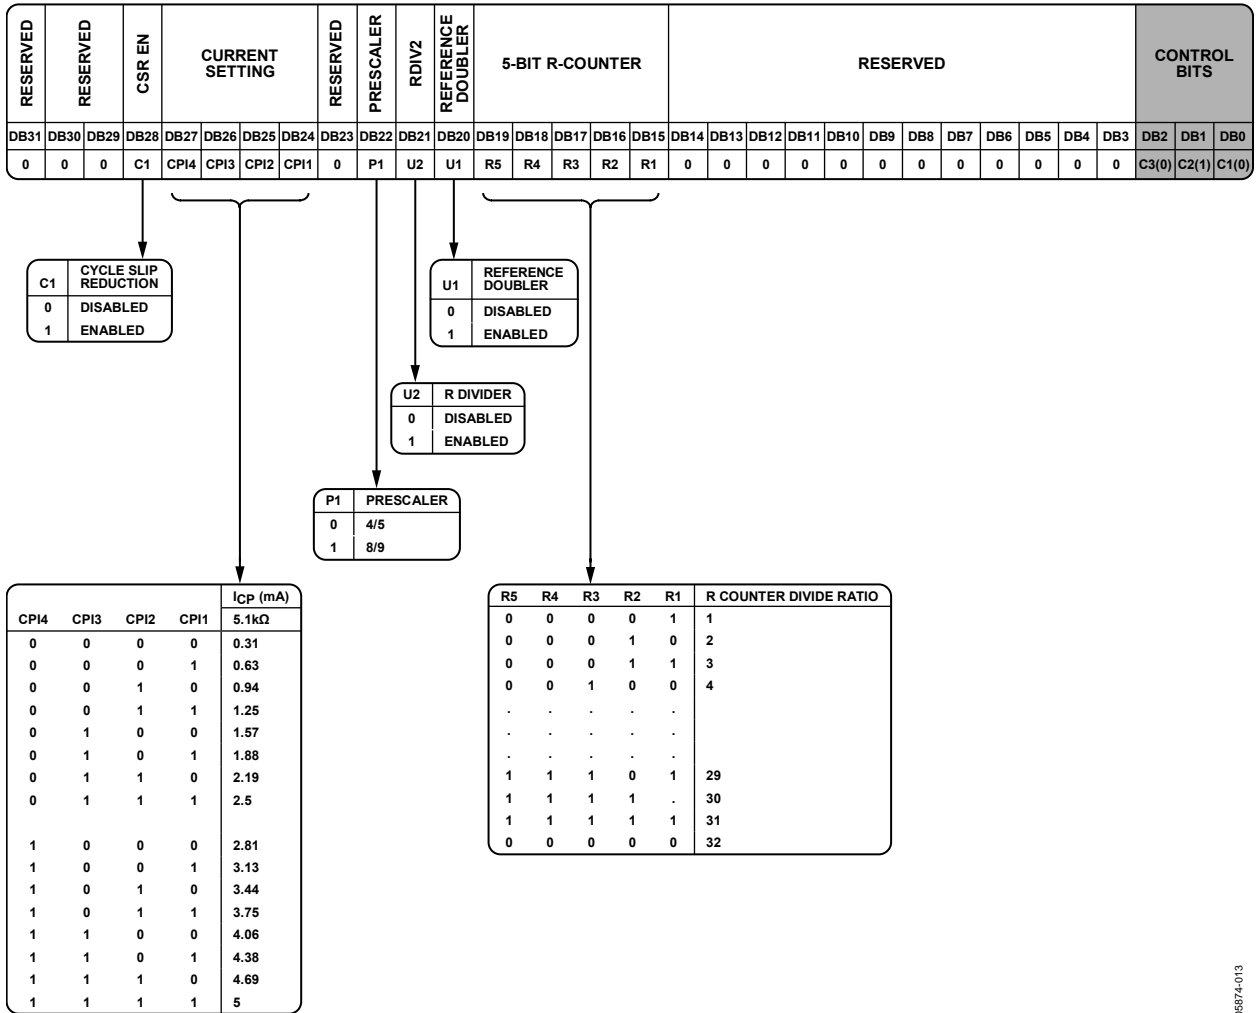 RESERVED RESERVED CSR EN CURRENT SETTING RESERVED PRESCALER RDIV2 REFERENCE DOUBLER 5-BIT R-COUNTER RESERVED CONTROL BITS
DB31 DB30 DB29 DB28 DB27 DB26 DB25 DB24 DB23 DB22 DB21 DB20 DB19 DB18 DB17 DB16 DB15 DB14 DB13 DB12 DB11 DB10 DB9 DB8 DB7 DB6 DB5 DB4 DB3 DB2 DB1 DB0
0 0 0 C1 CPI4 CPI3 CPI2 CPI1 0 P1 U2 U1 R5 R4 R3 R2 R1 0 0 0 0 0 0 0 0 0 0 0 0 C3(0) C2(1) C1(0)
C1 CYCLE SLIP REDUCTION
0 DISABLED
1 ENABLED
U1 REFERENCE DOUBLER
0 DISABLED
1 ENABLED
U2 R DIVIDER
0 DISABLED
1 ENABLED
P1 PRESCALER
0 4/5
1 8/9
ICP (mA)
CPI4 CPI3 CPI2 CPI1 5.1kΩ
0 0 0 0 0.31
0 0 0 1 0.63
0 0 1 0 0.94
0 0 1 1 1.25
0 1 0 0 1.57
0 1 0 1 1.88
0 1 1 0 2.19
0 1 1 1 2.5
1 0 0 0 2.81
1 0 0 1 3.13
1 0 1 0 3.44
1 0 1 1 3.75
1 1 0 0 4.06
1 1 0 1 4.38
1 1 1 0 4.69
1 1 1 1 5
R5 R4 R3 R2 R1 R COUNTER DIVIDE RATIO
0 0 0 0 1 1
0 0 0 1 0 2
0 0 0 1 1 3
0 0 1 0 0 4
. . . . .
. . . . .
. . . . .
1 1 1 0 1 29
1 1 1 1 . 30
1 1 1 1 1 31
0 0 0 0 0 32
05874-013